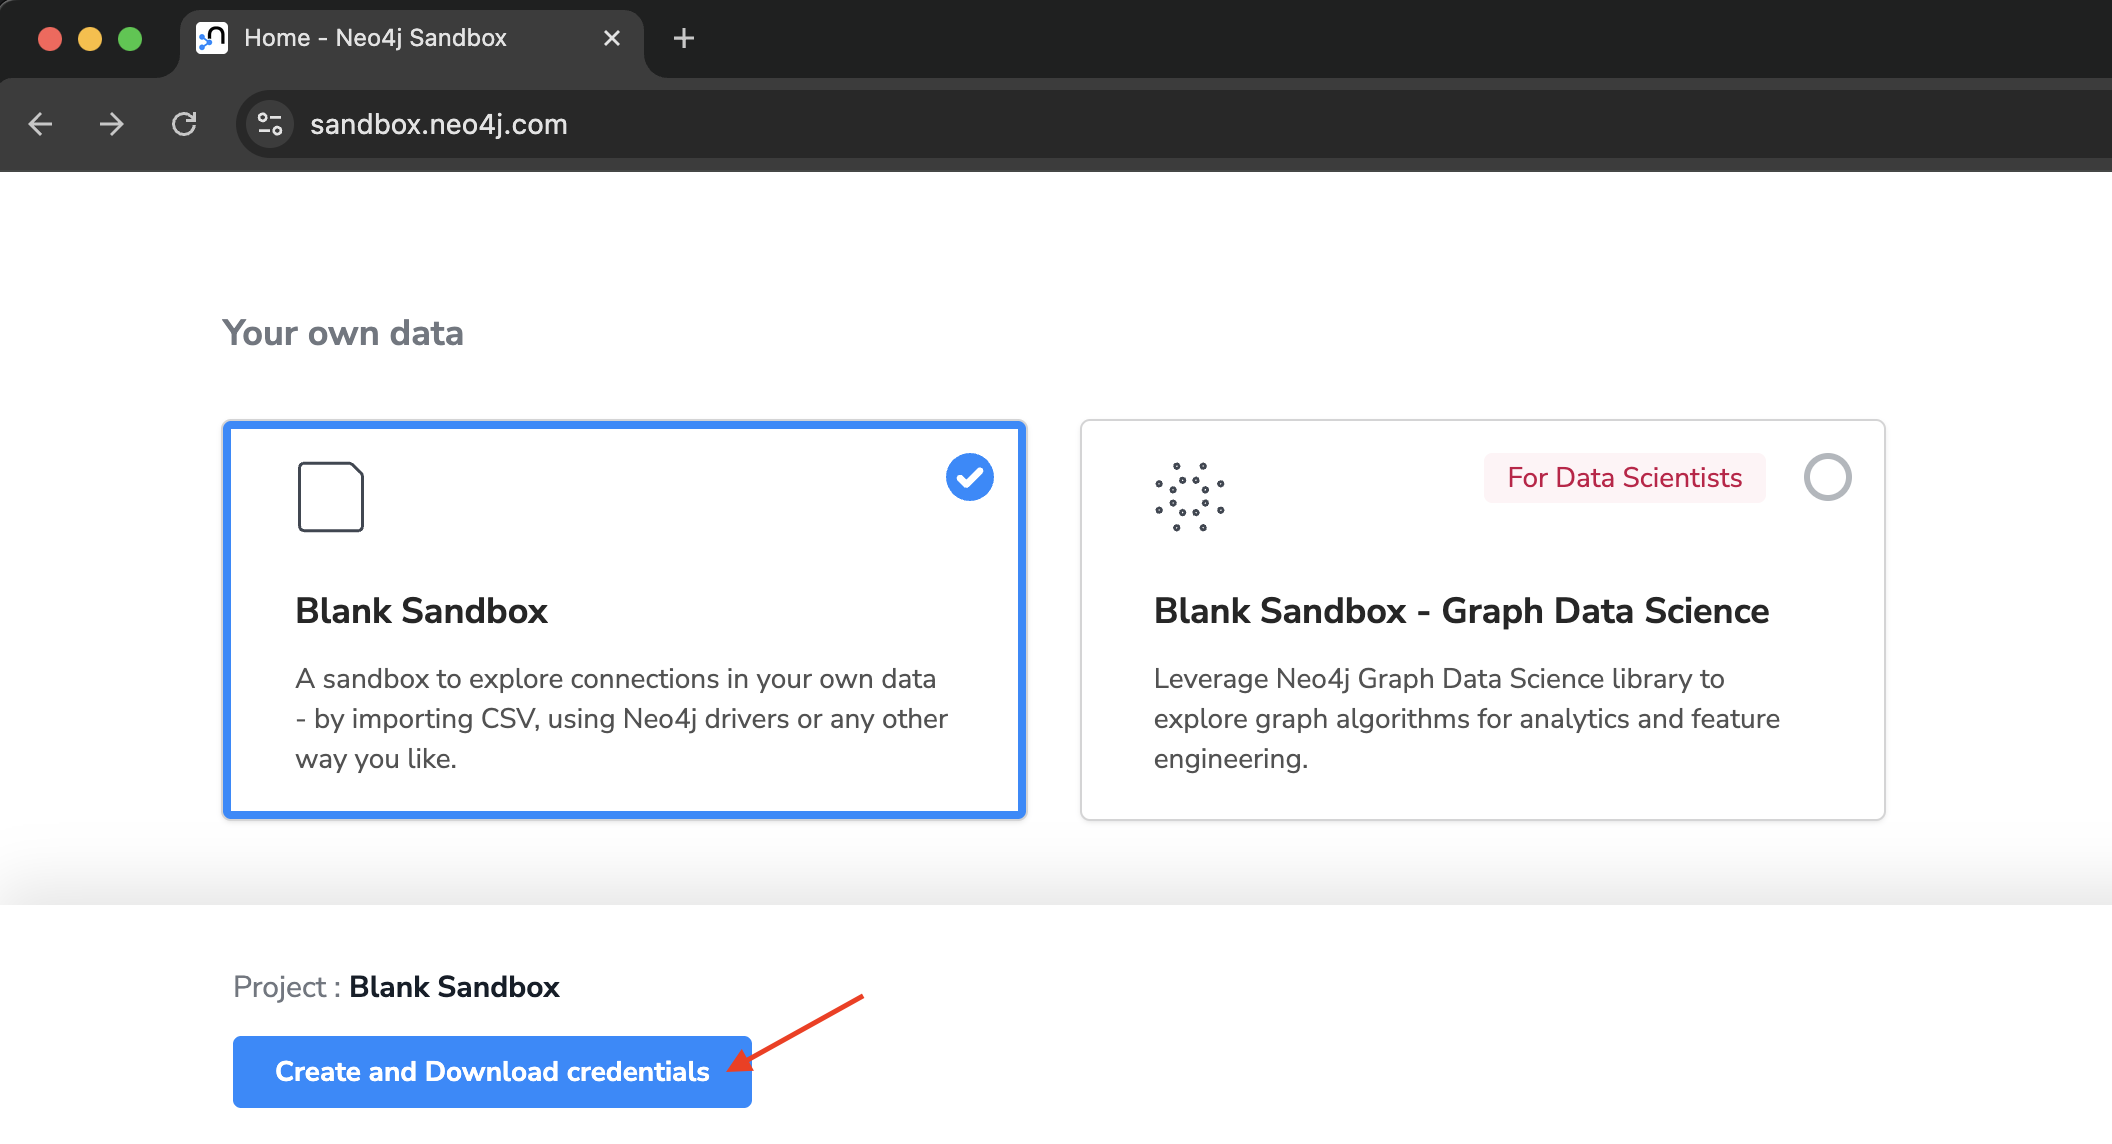 Home - Neo4j Sandbox
sandbox.neo4j.com
Your own data
Blank Sandbox
A sandbox to explore connections in your own data
- by importing CSV, using Neo4j drivers or any other
way you like.
For Data Scientists
Blank Sandbox - Graph Data Science
Leverage Neo4j Graph Data Science library to
explore graph algorithms for analytics and feature
engineering.
Project : Blank Sandbox
Create and Download credentials